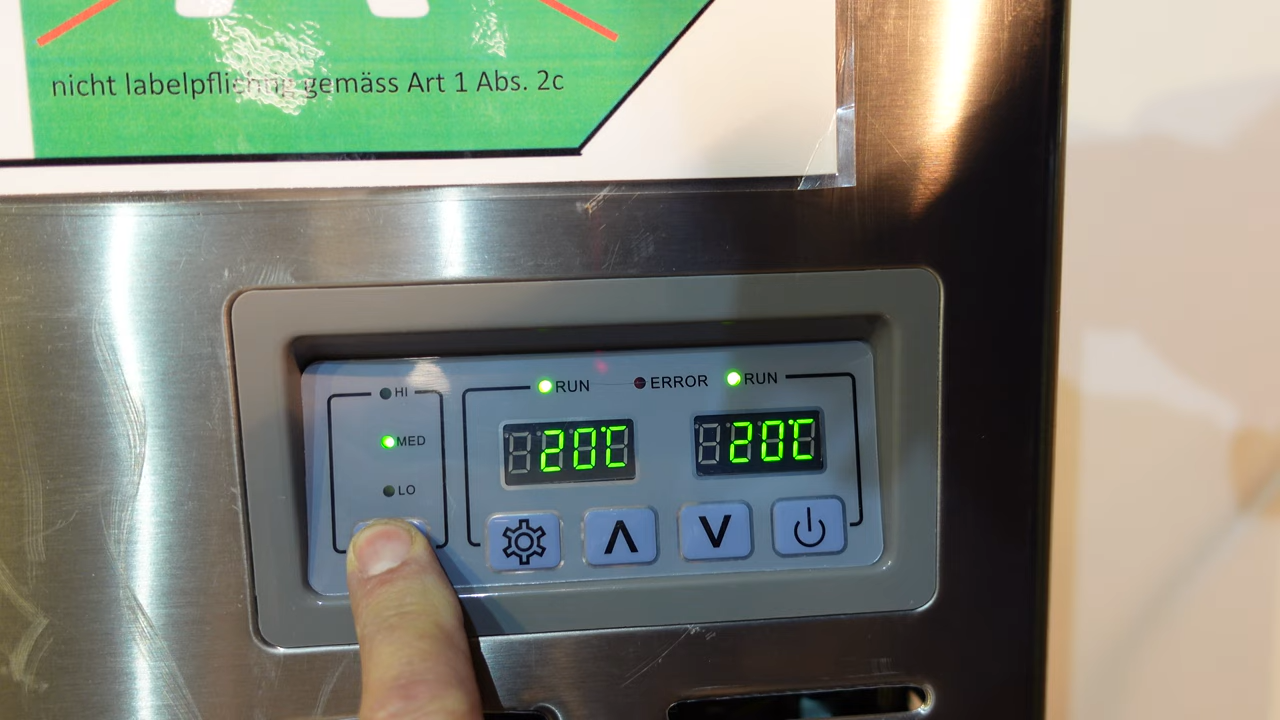 nicht labelpflichtig gemäss Art 1 Abs. 2c
HI
MED
LO
RUN
ERROR
RUN
20℃
20℃